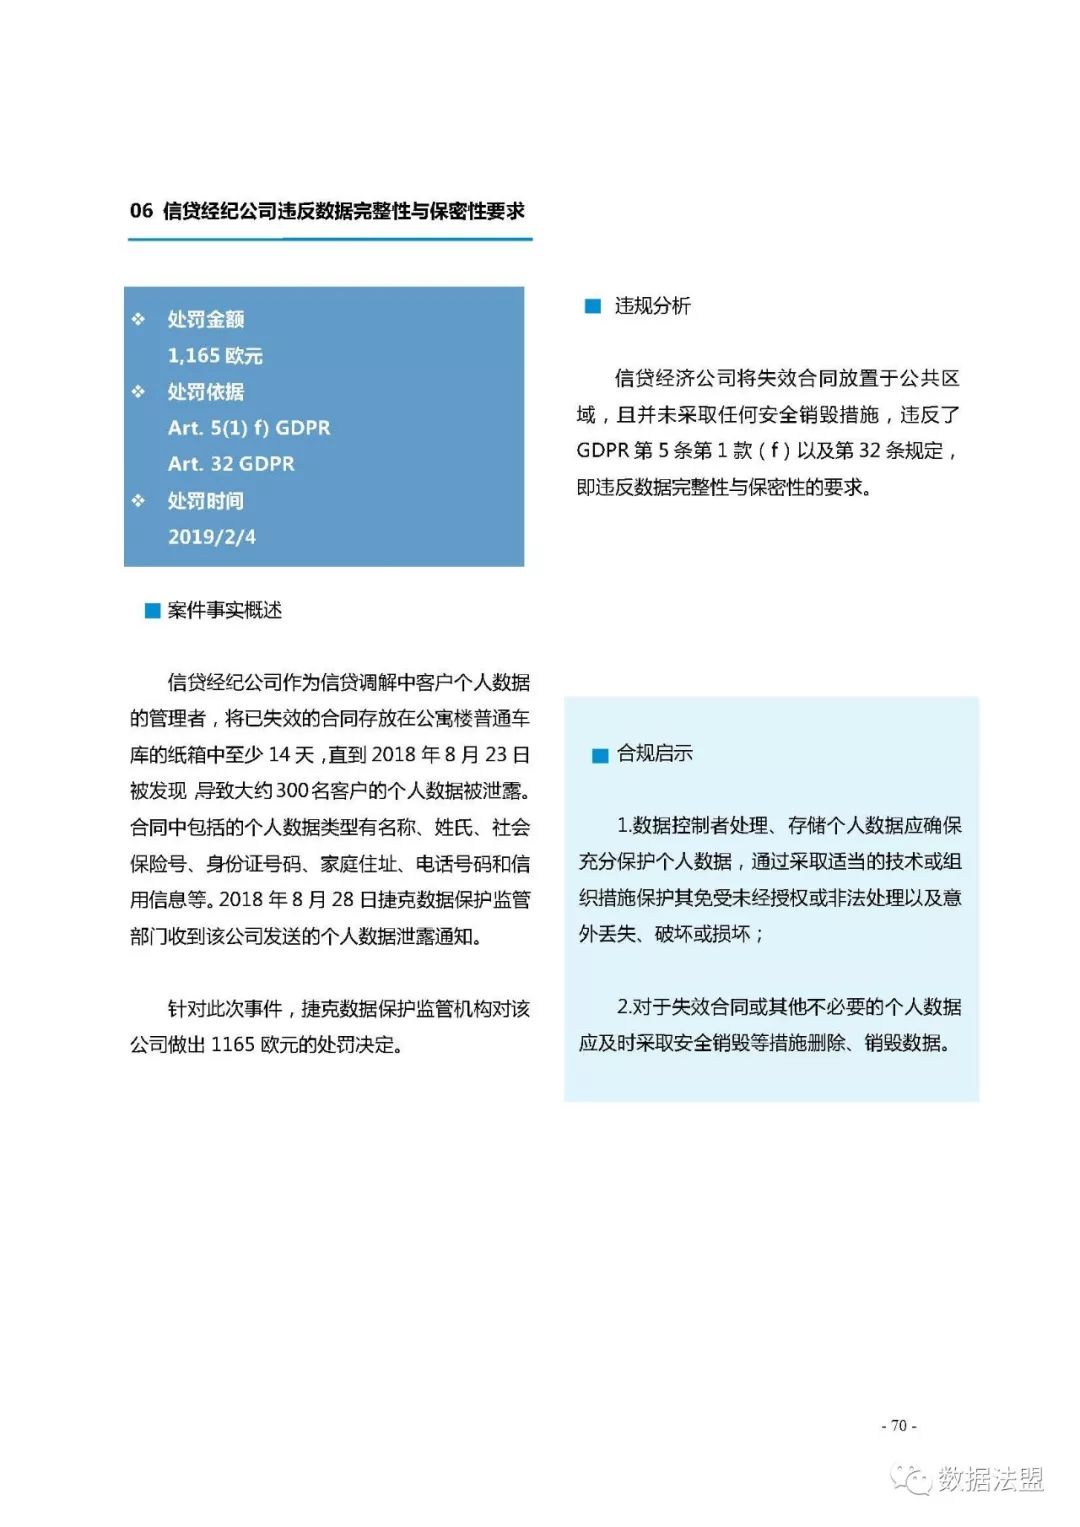 06 信贷经纪公司违反数据完整性与保密性要求
❖ 处罚金额
1,165 欧元
❖ 处罚依据
Art. 5(1) f) GDPR
Art. 32 GDPR
❖ 处罚时间
2019/2/4
■ 案件事实概述
信贷经纪公司作为信贷调解中客户个人数据
的管理者，将已失效的合同存放在公寓楼普通车
库的纸箱中至少 14 天，直到 2018 年 8 月 23 日
被发现，导致大约 300 名客户的个人数据被泄露。
合同中包括的个人数据类型有名称、姓氏、社会
保险号、身份证号码、家庭住址、电话号码和信
用信息等。2018 年 8 月 28 日捷克数据保护监管
部门收到该公司发送的个人数据泄露通知。
针对此次事件，捷克数据保护监管机构对该
公司做出 1165 欧元的处罚决定。
■ 违规分析
信贷经济公司将失效合同放置于公共区
域，且并未采取任何安全销毁措施，违反了
GDPR 第 5 条第 1 款（f）以及第 32 条规定，
即违反数据完整性与保密性的要求。
■ 合规启示
1.数据控制者处理、存储个人数据应确保
充分保护个人数据，通过采取适当的技术或组
织措施保护其免受未经授权或非法处理以及意
外丢失、破坏或损坏；
2.对于失效合同或其他不必要的个人数据
应及时采取安全销毁等措施删除、销毁数据。
- 70 -
数据法盟